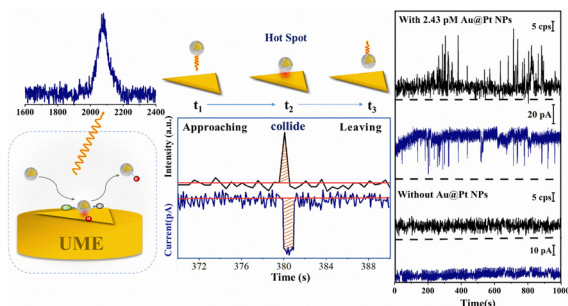 1600 1800 2000 2200 2400
Hot Spot
t1 t2 t3
UME
H
H
Approaching collide Leaving
Intensity (a.u.)
Current(pA)
372 376 380 384 388
Time (s)
With 2.43 pM Au@Pt NPs
5 cps
20 pA
Without Au@Pt NPs
5 cps
10 pA
0 200 400 600 800 1000
Time(s)